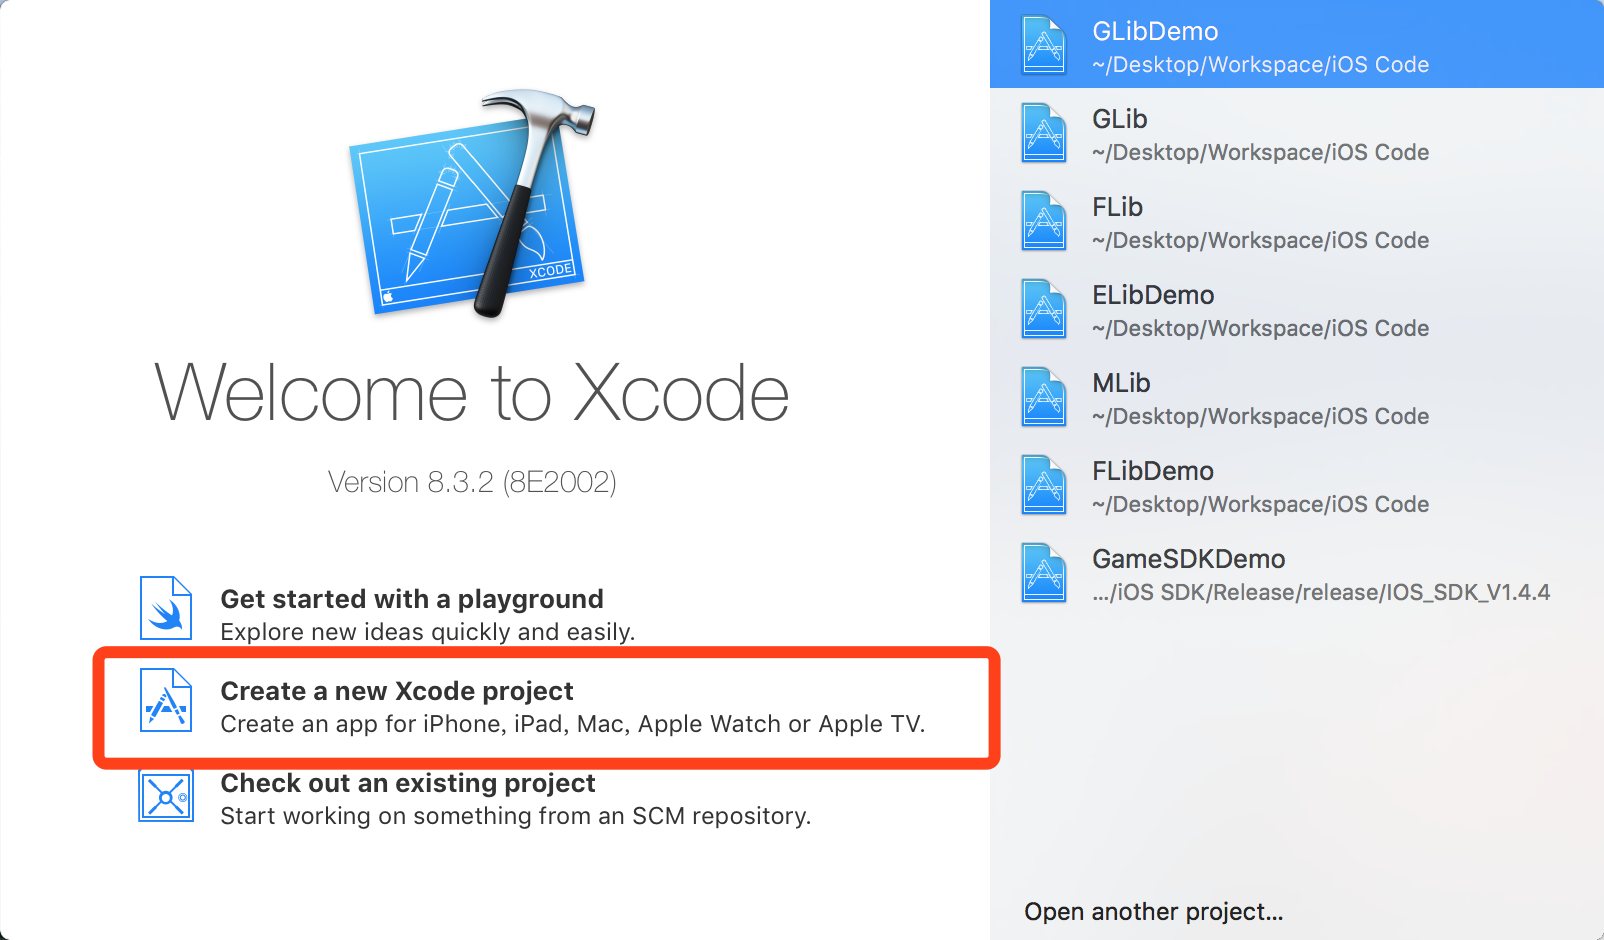 XCODE
Welcome to Xcode
Version 8.3.2 (8E2002)
Get started with a playground
Explore new ideas quickly and easily.
Create a new Xcode project
Create an app for iPhone, iPad, Mac, Apple Watch or Apple TV.
Check out an existing project
Start working on something from an SCM repository.
GLibDemo
~/Desktop/Workspace/iOS Code
GLib
~/Desktop/Workspace/iOS Code
FLib
~/Desktop/Workspace/iOS Code
ELibDemo
~/Desktop/Workspace/iOS Code
MLib
~/Desktop/Workspace/iOS Code
FLibDemo
~/Desktop/Workspace/iOS Code
GameSDKDemo
.../iOS SDK/Release/release/IOS_SDK_V1.4.4
Open another project...